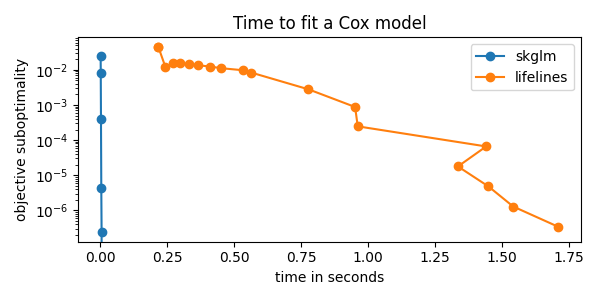 Time to fit a Cox model
skglm
lifelines
objective suboptimality
10⁻²
10⁻³
10⁻⁴
10⁻⁵
10⁻⁶
0.00 0.25 0.50 0.75 1.00 1.25 1.50 1.75
time in seconds